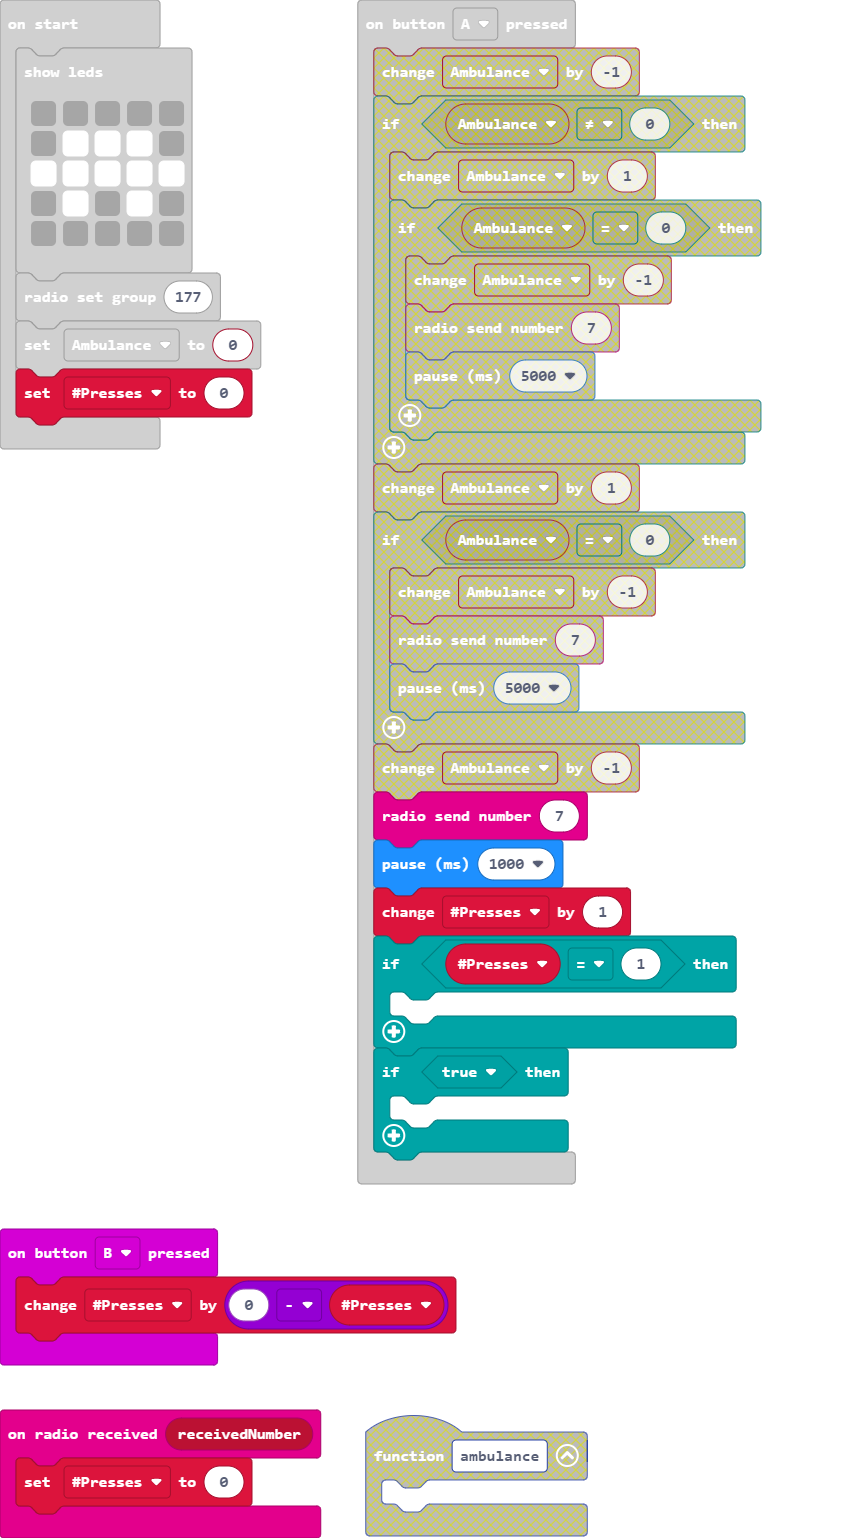 on start
show leds
radio set group 177
set Ambulance to 0
set #Presses to 0
on button A pressed
change Ambulance by -1
if Ambulance ≠ 0 then
change Ambulance by 1
if Ambulance = 0 then
change Ambulance by -1
radio send number 7
pause (ms) 5000
change Ambulance by 1
if Ambulance = 0 then
change Ambulance by -1
radio send number 7
pause (ms) 5000
change Ambulance by -1
radio send number 7
pause (ms) 1000
change #Presses by 1
if #Presses = 1 then
if true then
on button B pressed
change #Presses by 0 - #Presses
on radio received receivedNumber
set #Presses to 0
function ambulance